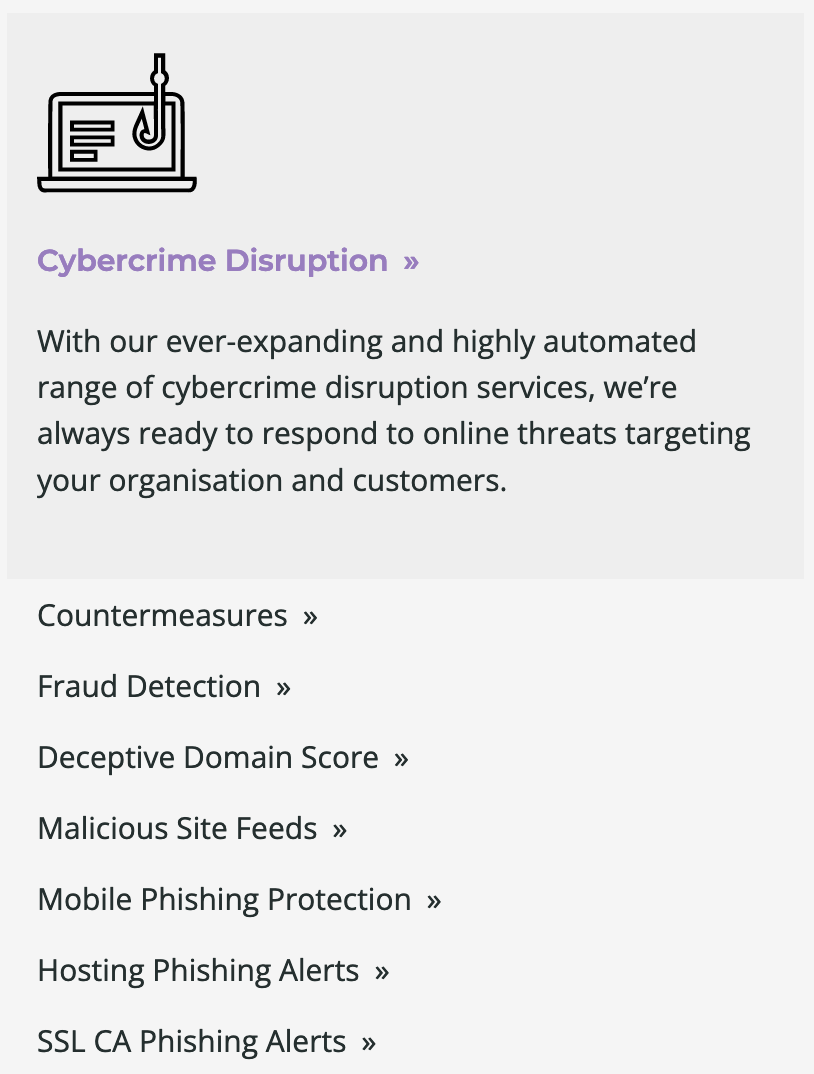 Cybercrime Disruption »
With our ever-expanding and highly automated
range of cybercrime disruption services, we’re
always ready to respond to online threats targeting
your organisation and customers.
Countermeasures »
Fraud Detection »
Deceptive Domain Score »
Malicious Site Feeds »
Mobile Phishing Protection »
Hosting Phishing Alerts »
SSL CA Phishing Alerts »